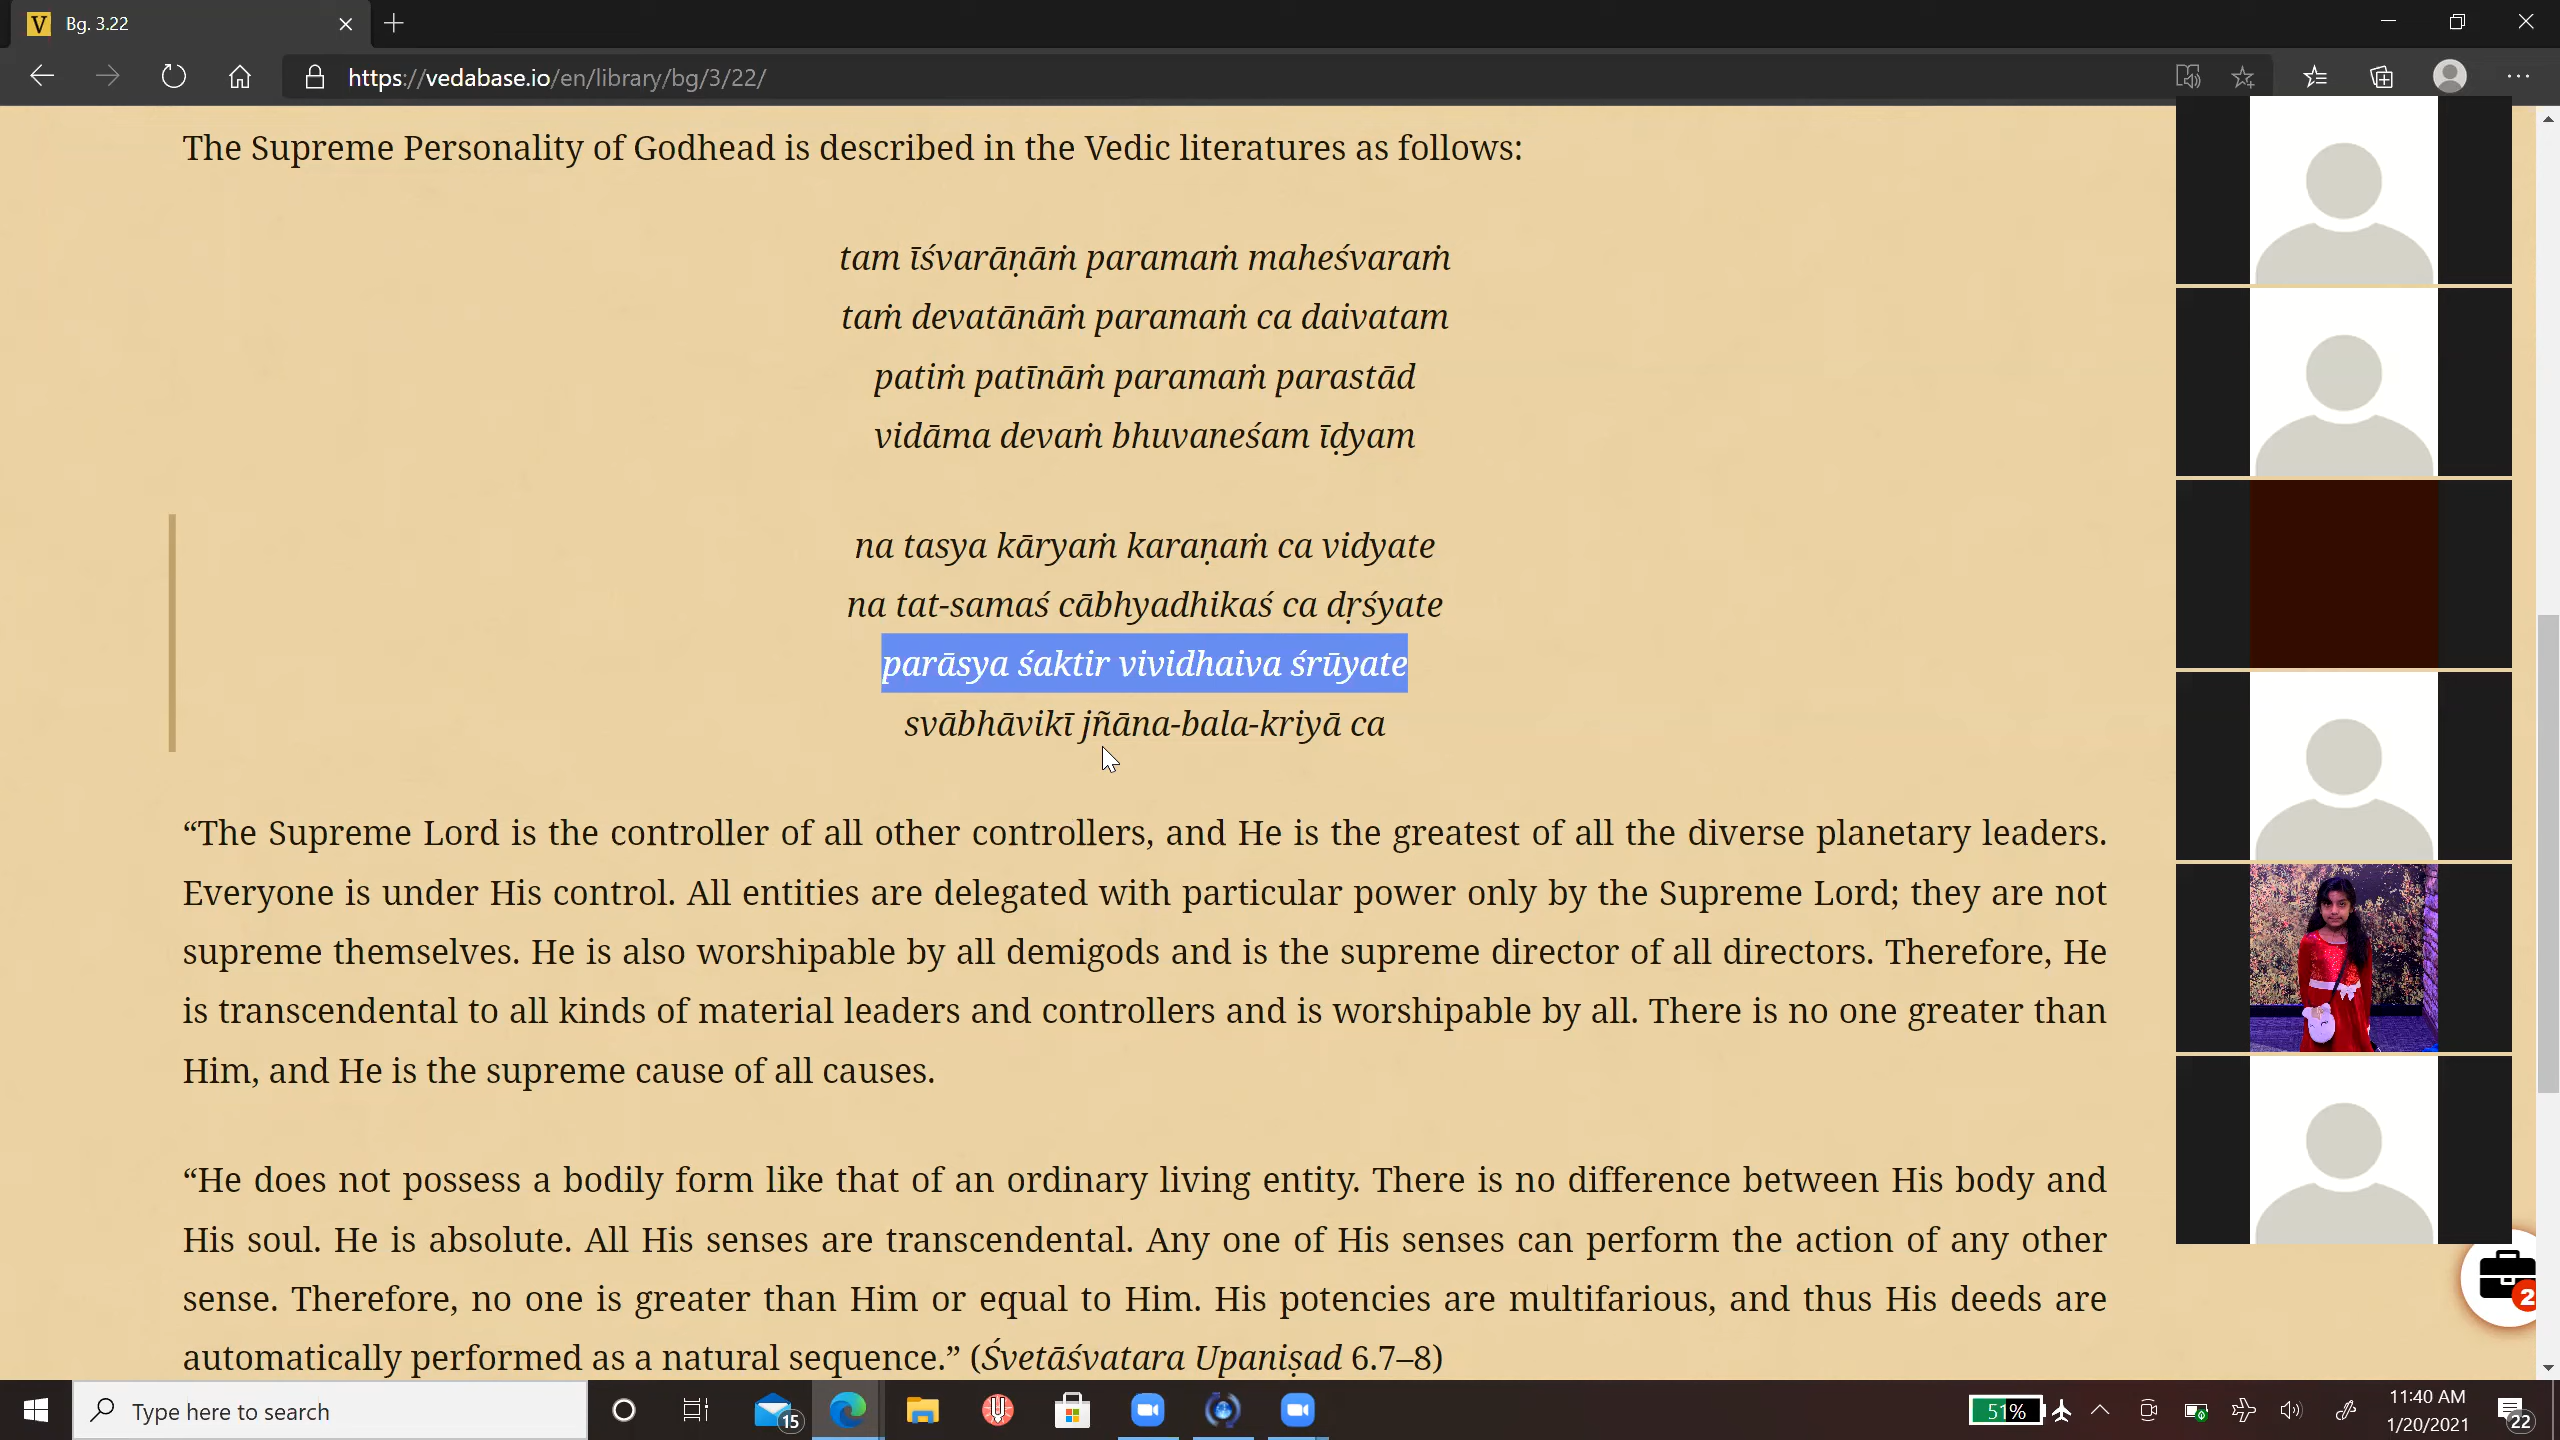 Bg. 3.22
https://vedabase.io/en/library/bg/3/22/
The Supreme Personality of Godhead is described in the Vedic literatures as follows:
tam īśvarāṇāṁ paramaṁ maheśvaraṁ
taṁ devatānāṁ paramaṁ ca daivatam
patiṁ patīnāṁ paramaṁ parastād
vidāma devaṁ bhuvaneśam īḍyam
na tasya kāryaṁ karaṇaṁ ca vidyate
na tat-samaś cābhyadhikaś ca dṛśyate
parāsya śaktir vividhaiva śrūyate
svābhāvikī jñāna-bala-kriyā ca
“The Supreme Lord is the controller of all other controllers, and He is the greatest of all the diverse planetary leaders.
Everyone is under His control. All entities are delegated with particular power only by the Supreme Lord; they are not
supreme themselves. He is also worshipable by all demigods and is the supreme director of all directors. Therefore, He
is transcendental to all kinds of material leaders and controllers and is worshipable by all. There is no one greater than
Him, and He is the supreme cause of all causes.
“He does not possess a bodily form like that of an ordinary living entity. There is no difference between His body and
His soul. He is absolute. All His senses are transcendental. Any one of His senses can perform the action of any other
sense. Therefore, no one is greater than Him or equal to Him. His potencies are multifarious, and thus His deeds are
automatically performed as a natural sequence.” (Śvetāśvatara Upaniṣad 6.7–8)
2
Type here to search
15
51%
11:40 AM
1/20/2021
22